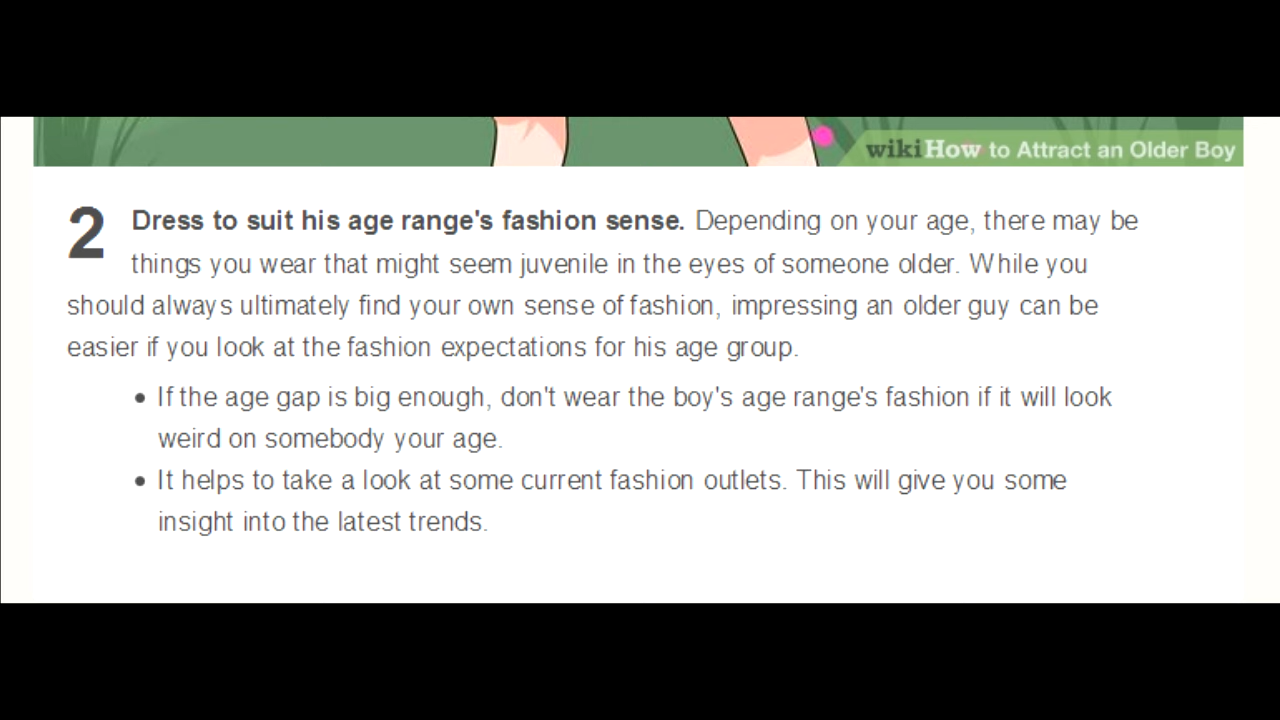 wikiHow to Attract an Older Boy
2 Dress to suit his age range's fashion sense. Depending on your age, there may be
things you wear that might seem juvenile in the eyes of someone older. While you
should always ultimately find your own sense of fashion, impressing an older guy can be
easier if you look at the fashion expectations for his age group.
• If the age gap is big enough, don't wear the boy's age range's fashion if it will look
weird on somebody your age.
• It helps to take a look at some current fashion outlets. This will give you some
insight into the latest trends.